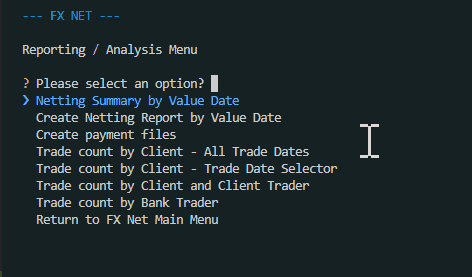 --- FX NET ---
Reporting / Analysis Menu
? Please select an option?
❯ Netting Summary by Value Date
Create Netting Report by Value Date
Create payment files
Trade count by Client - All Trade Dates
Trade count by Client - Trade Date Selector
Trade count by Client and Client Trader
Trade count by Bank Trader
Return to FX Net Main Menu